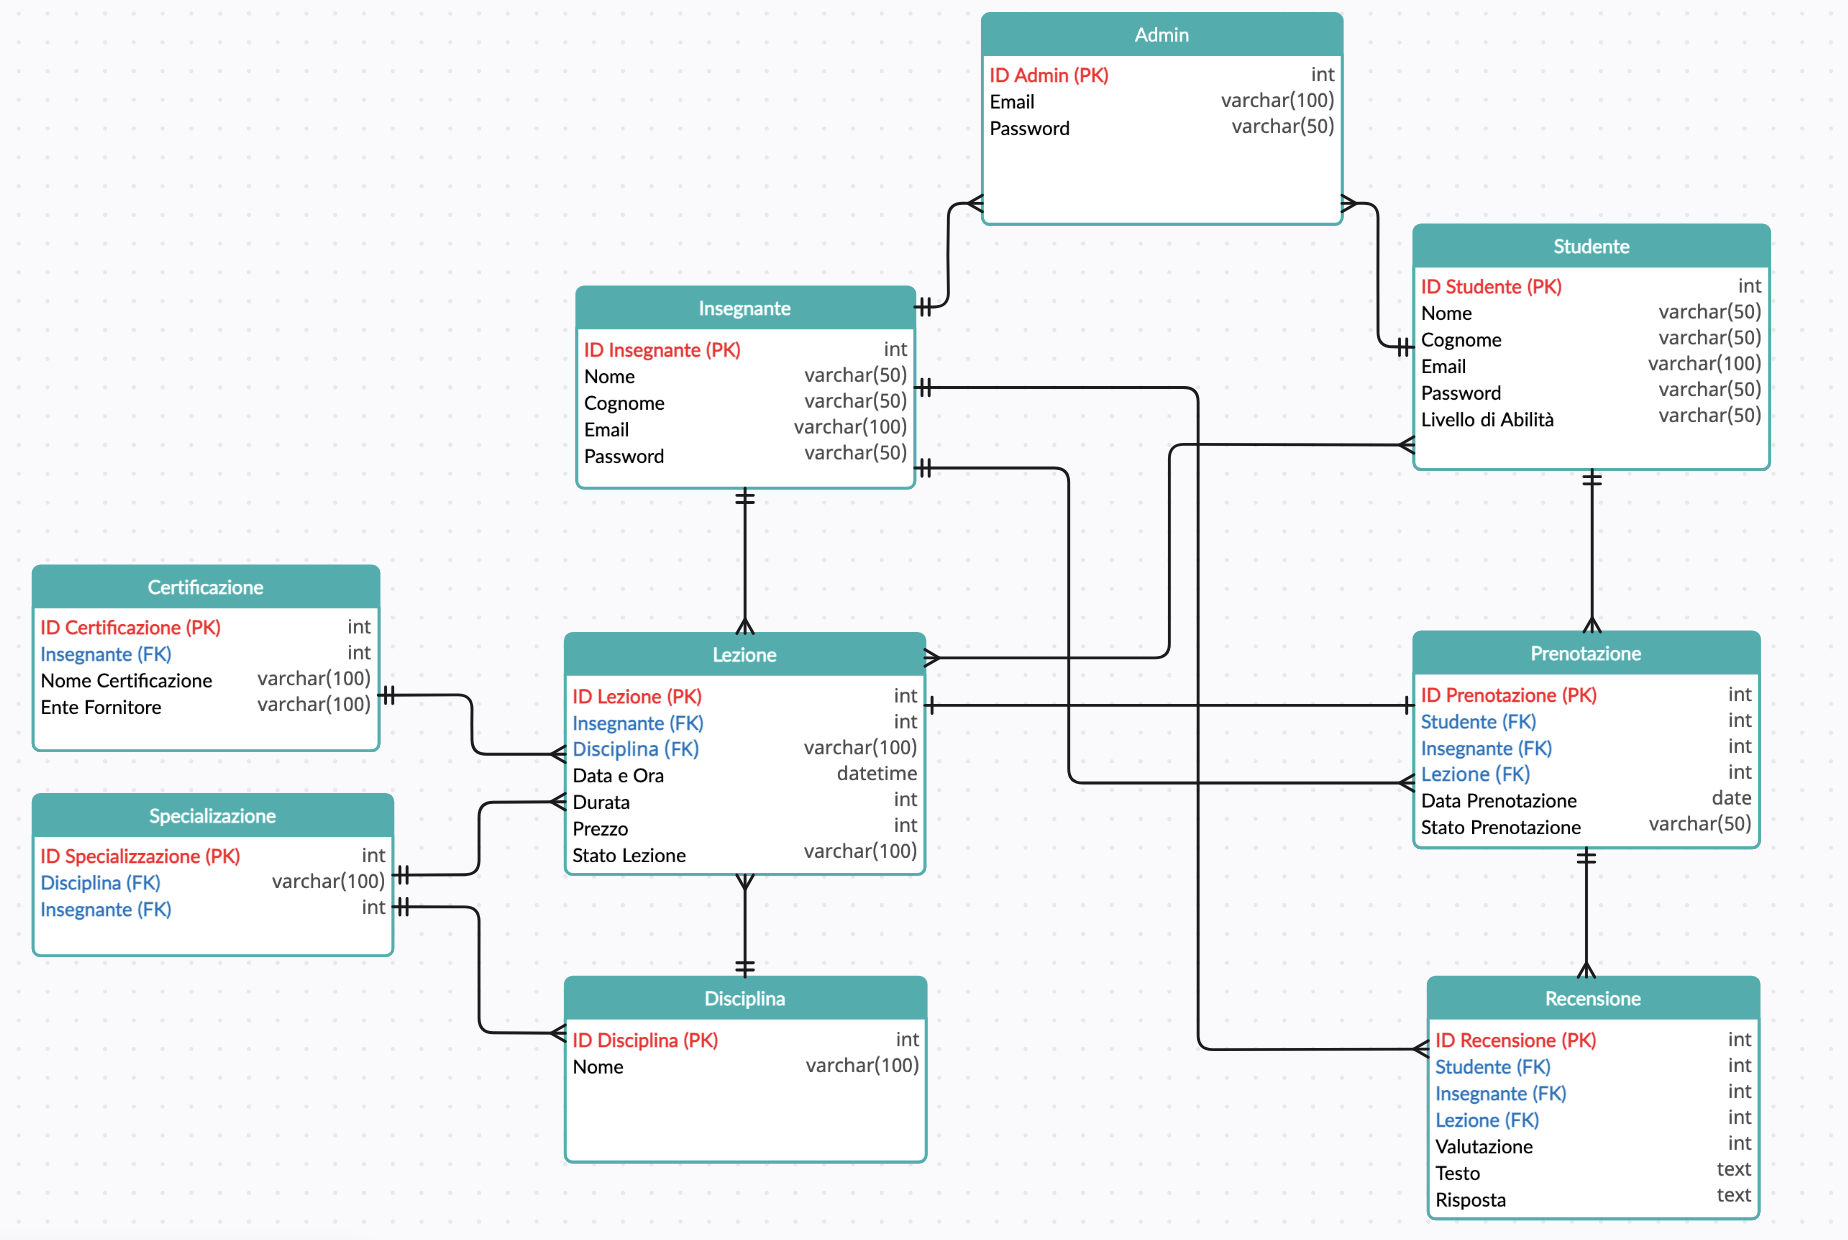 Admin
ID Admin (PK) int
Email varchar(100)
Password varchar(50)
Studente
ID Studente (PK) int
Nome varchar(50)
Cognome varchar(50)
Email varchar(100)
Password varchar(50)
Livello di Abilità varchar(50)
Insegnante
ID Insegnante (PK) int
Nome varchar(50)
Cognome varchar(50)
Email varchar(100)
Password varchar(50)
Certificazione
ID Certificazione (PK) int
Insegnante (FK) int
Nome Certificazione varchar(100)
Ente Fornitore varchar(100)
Lezione
ID Lezione (PK) int
Insegnante (FK) int
Disciplina (FK) varchar(100)
Data e Ora datetime
Durata int
Prezzo int
Stato Lezione varchar(100)
Prenotazione
ID Prenotazione (PK) int
Studente (FK) int
Insegnante (FK) int
Lezione (FK) int
Data Prenotazione date
Stato Prenotazione varchar(50)
Specializazione
ID Specializzazione (PK) int
Disciplina (FK) varchar(100)
Insegnante (FK) int
Disciplina
ID Disciplina (PK) int
Nome varchar(100)
Recensione
ID Recensione (PK) int
Studente (FK) int
Insegnante (FK) int
Lezione (FK) int
Valutazione int
Testo text
Risposta text